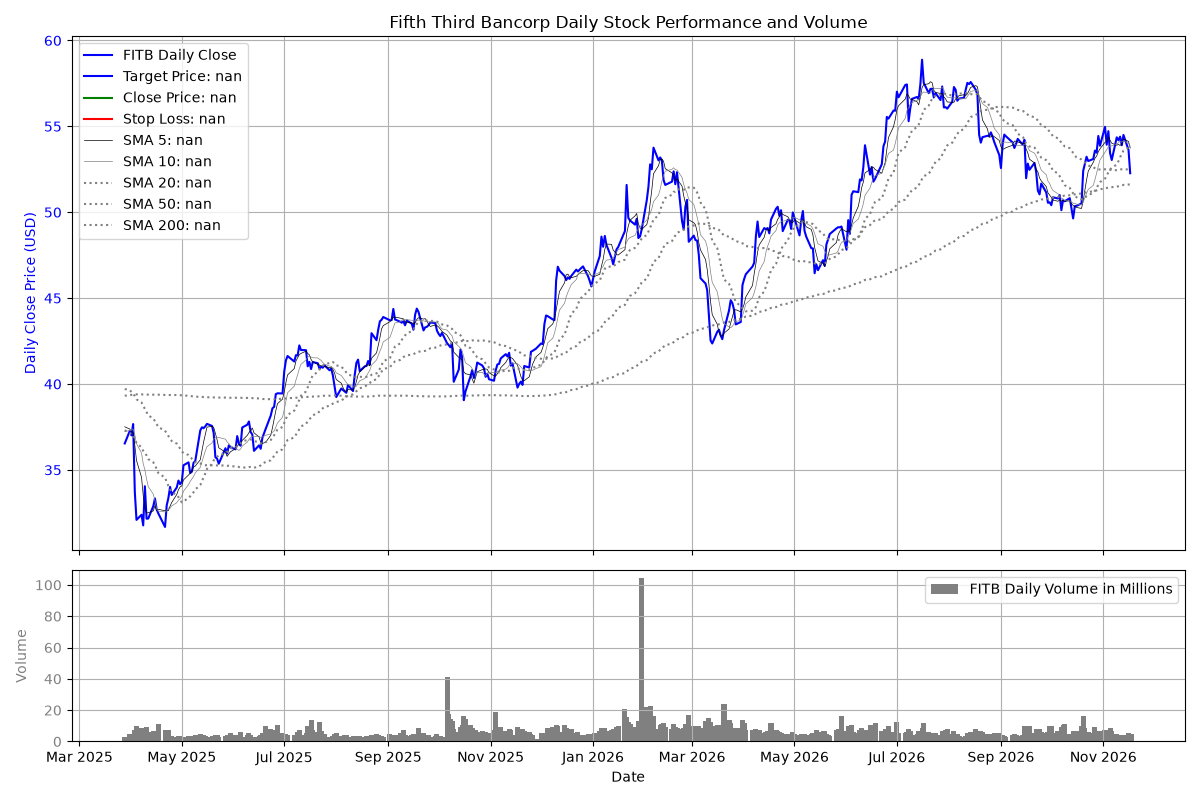 Fifth Third Bancorp Daily Stock Performance and Volume
Daily Close Price (USD)
60
55
50
45
40
35
FITB Daily Close
Target Price: nan
Close Price: nan
Stop Loss: nan
SMA 5: nan
SMA 10: nan
SMA 20: nan
SMA 50: nan
SMA 200: nan
Volume
100
80
60
40
20
0
FITB Daily Volume in Millions
Mar 2025 May 2025 Jul 2025 Sep 2025 Nov 2025 Jan 2026 Mar 2026 May 2026 Jul 2026 Sep 2026 Nov 2026
Date